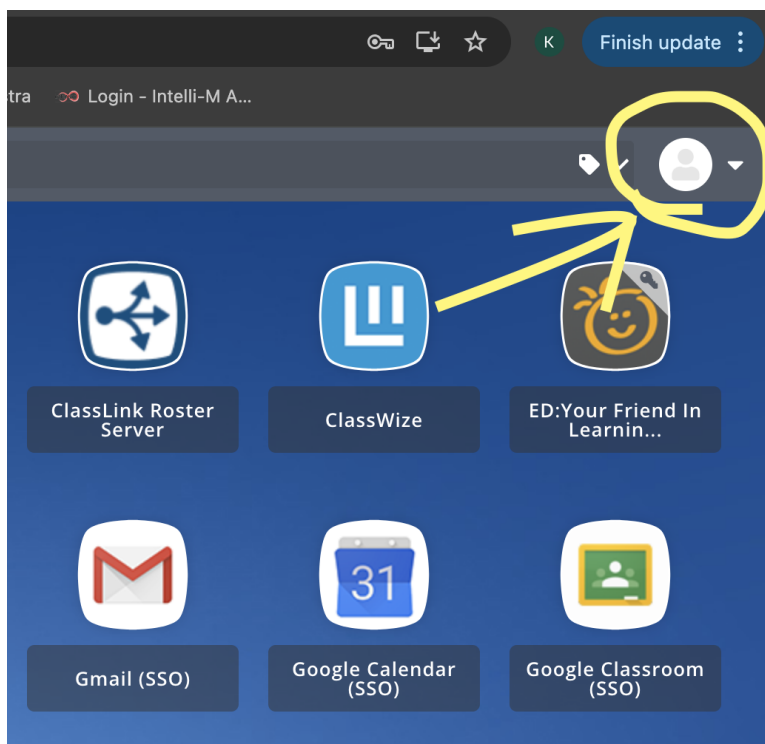 K
Finish update
tra
Login - Intelli-M A...
ClassLink Roster
Server
ClassWize
ED:Your Friend In
Learnin...
31
Gmail (SSO)
Google Calendar
(SSO)
Google Classroom
(SSO)